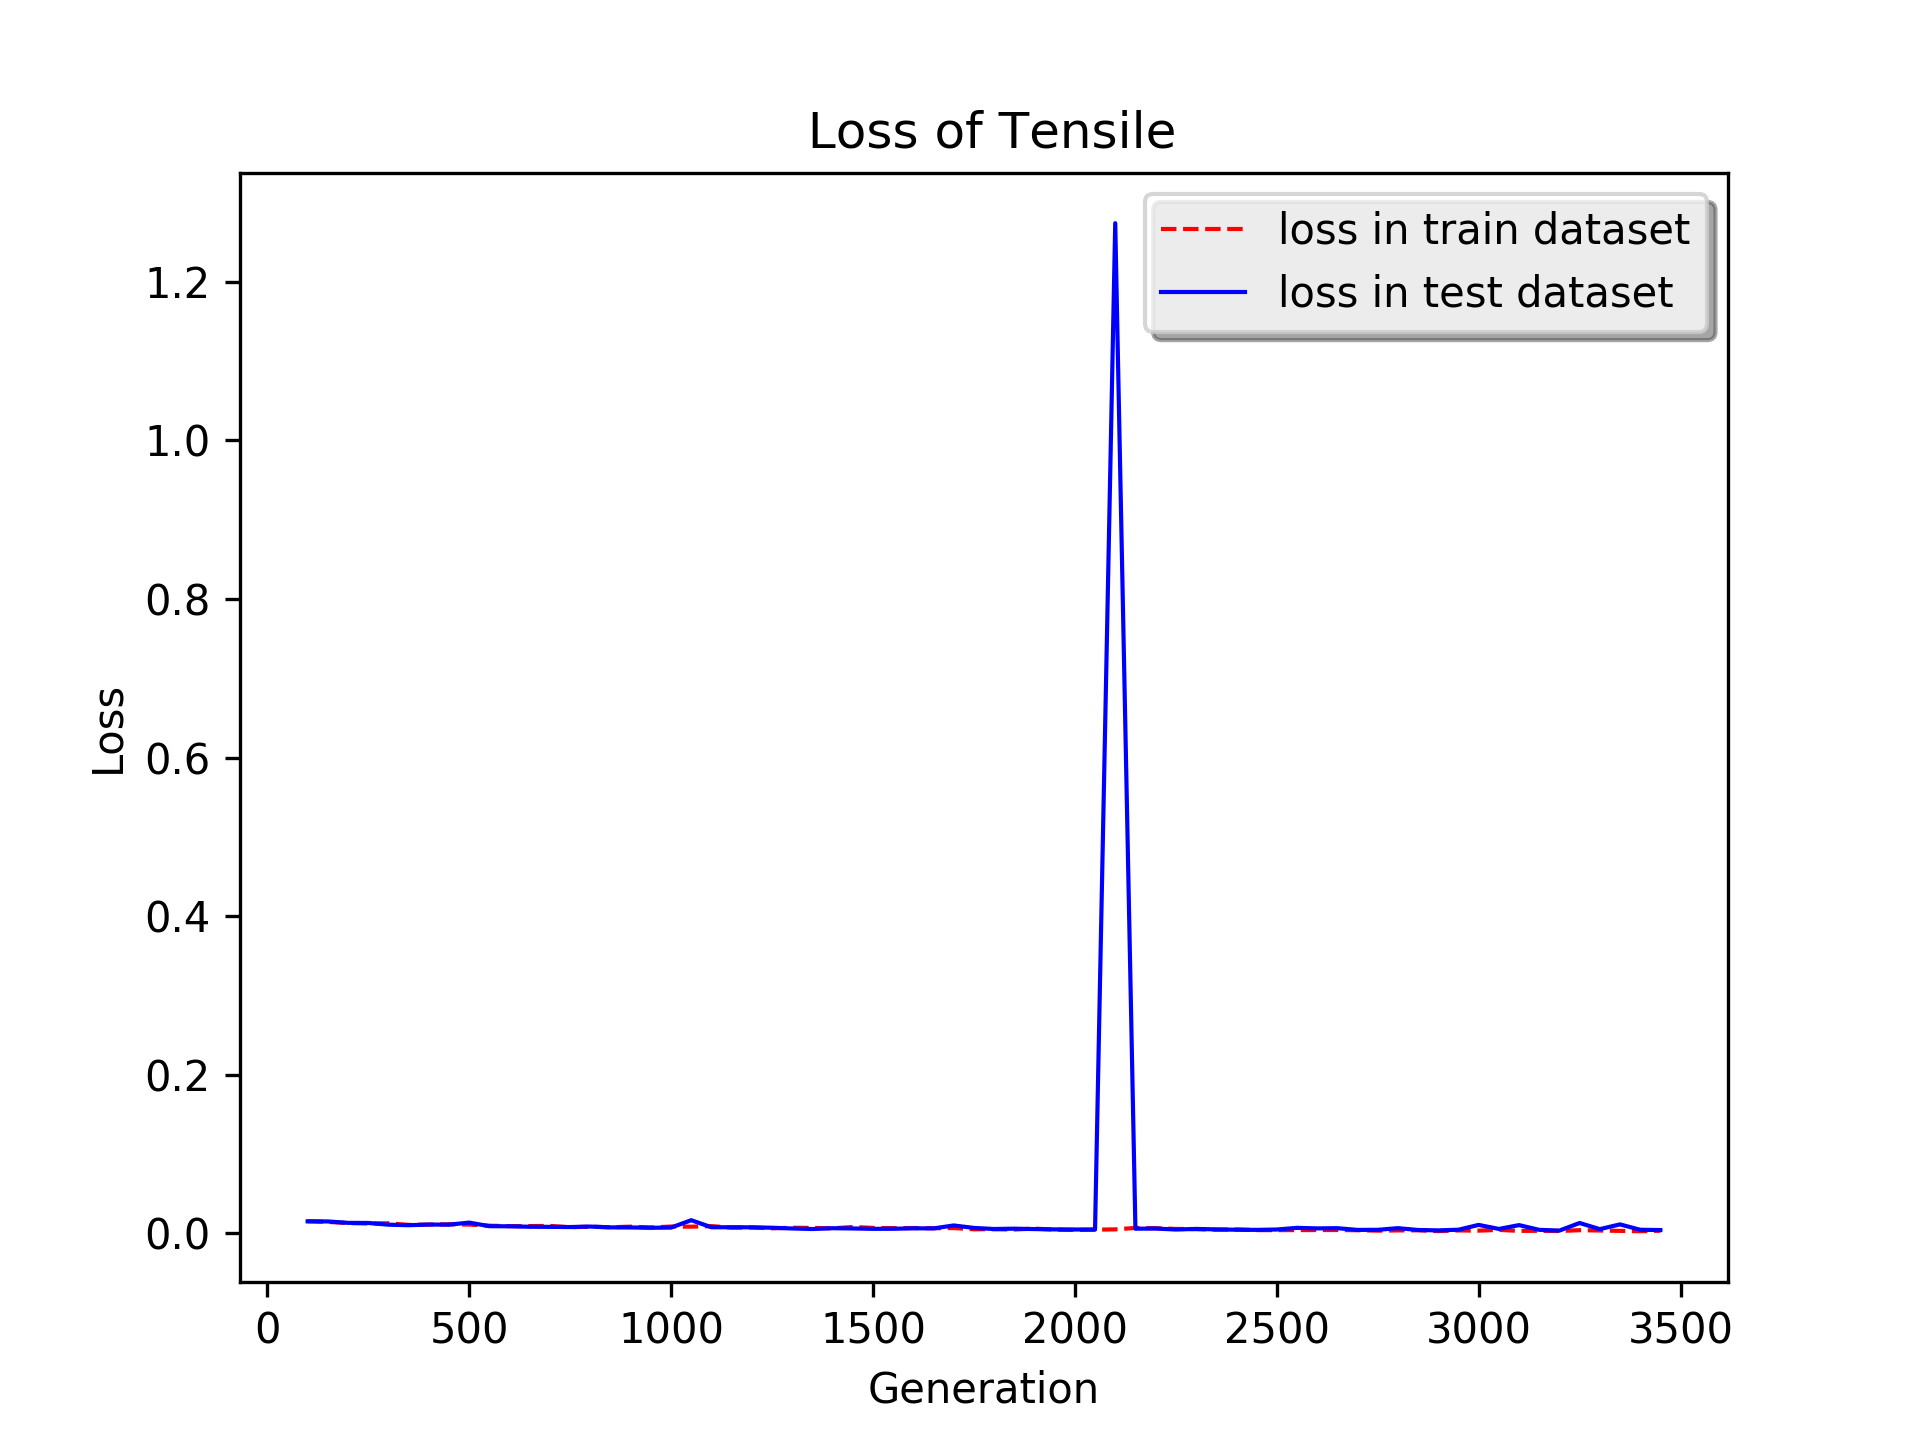 Loss of Tensile
loss in train dataset
loss in test dataset
1.2
1.0
0.8
0.6
0.4
0.2
0.0
Loss
0 500 1000 1500 2000 2500 3000 3500
Generation